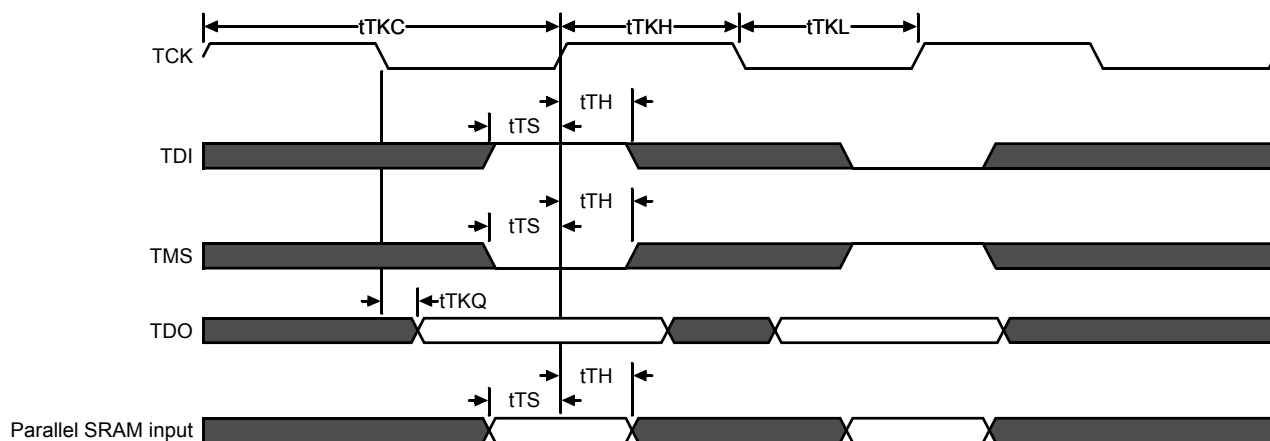 tTKC
tTKH
tTKL
TCK
tTH
tTS
TDI
tTH
tTS
TMS
tTKQ
TDO
tTH
tTS
Parallel SRAM input